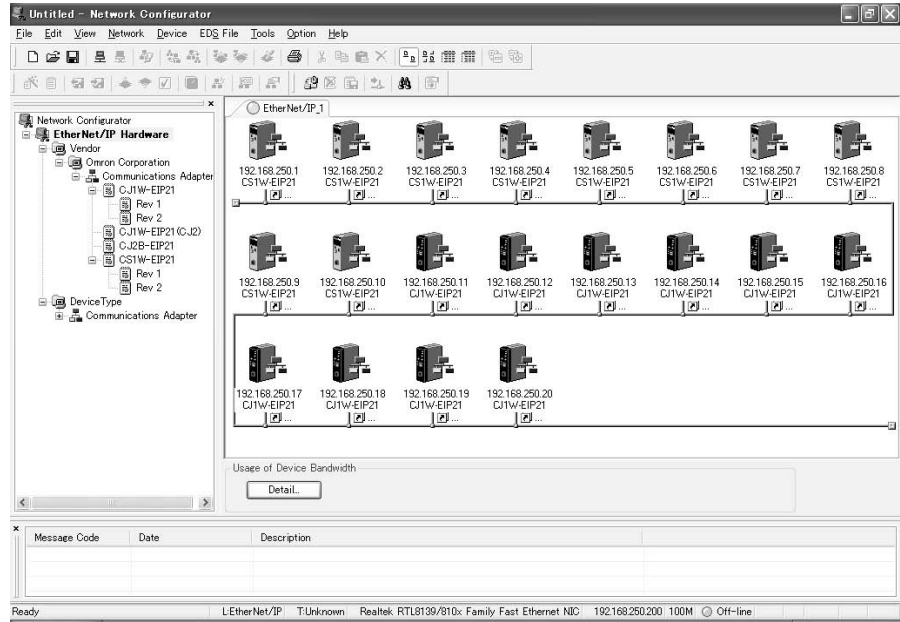 Untitled - Network Configurator
File Edit View Network Device EDS File Tools Option Help
Network Configurator
EtherNet/IP Hardware
Vendor
Omron Corporation
Communications Adapter
CJ1W-EIP21
Rev 1
Rev 2
CJ1W-EIP21(CJ2)
CJ2B-EIP21
CS1W-EIP21
Rev 1
Rev 2
DeviceType
Communications Adapter
EtherNet/IP_1
192.168.250.1 192.168.250.2 192.168.250.3 192.168.250.4 192.168.250.5 192.168.250.6 192.168.250.7 192.168.250.8
CS1W-EIP21 CS1W-EIP21 CS1W-EIP21 CS1W-EIP21 CS1W-EIP21 CS1W-EIP21 CS1W-EIP21 CS1W-EIP21
... ... ... ... ... ... ... ...
192.168.250.9 192.168.250.10 192.168.250.11 192.168.250.12 192.168.250.13 192.168.250.14 192.168.250.15 192.168.250.16
CS1W-EIP21 CS1W-EIP21 CJ1W-EIP21 CJ1W-EIP21 CJ1W-EIP21 CJ1W-EIP21 CJ1W-EIP21 CJ1W-EIP21
... ... ... ... ... ... ... ...
192.168.250.17 192.168.250.18 192.168.250.19 192.168.250.20
CJ1W-EIP21 CJ1W-EIP21 CJ1W-EIP21 CJ1W-EIP21
... ... ... ...
Usage of Device Bandwidth
Detail...
Message Code Date Description
Ready L:EtherNet/IP T:Unknown Realtek RTL8139/810x Family Fast Ethernet NIC 192.168.250.200 100M Off-line